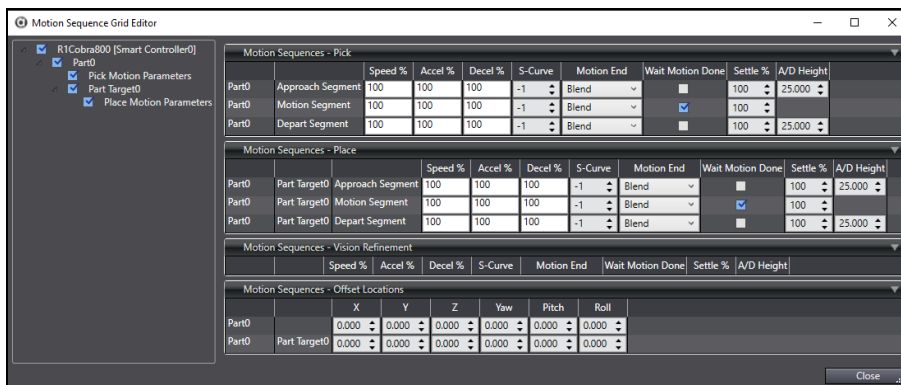 Motion Sequence Grid Editor
R1Cobra800 [Smart Controller0]
Part0
Pick Motion Parameters
Part Target0
Place Motion Parameters
Motion Sequences - Pick
Speed % Accel % Decel % S-Curve Motion End Wait Motion Done Settle % A/D Height
Part0 Approach Segment 100 100 100 -1 Blend 100 25.000
Part0 Motion Segment 100 100 100 -1 Blend 100
Part0 Depart Segment 100 100 100 -1 Blend 100 25.000
Motion Sequences - Place
Speed % Accel % Decel % S-Curve Motion End Wait Motion Done Settle % A/D Height
Part0 Part Target0 Approach Segment 100 100 100 -1 Blend 100 25.000
Part0 Part Target0 Motion Segment 100 100 100 -1 Blend 100
Part0 Part Target0 Depart Segment 100 100 100 -1 Blend 100 25.000
Motion Sequences - Vision Refinement
Speed % Accel % Decel % S-Curve Motion End Wait Motion Done Settle % A/D Height
Motion Sequences - Offset Locations
X Y Z Yaw Pitch Roll
Part0 0.000 0.000 0.000 0.000 0.000 0.000
Part0 Part Target0 0.000 0.000 0.000 0.000 0.000 0.000
Close